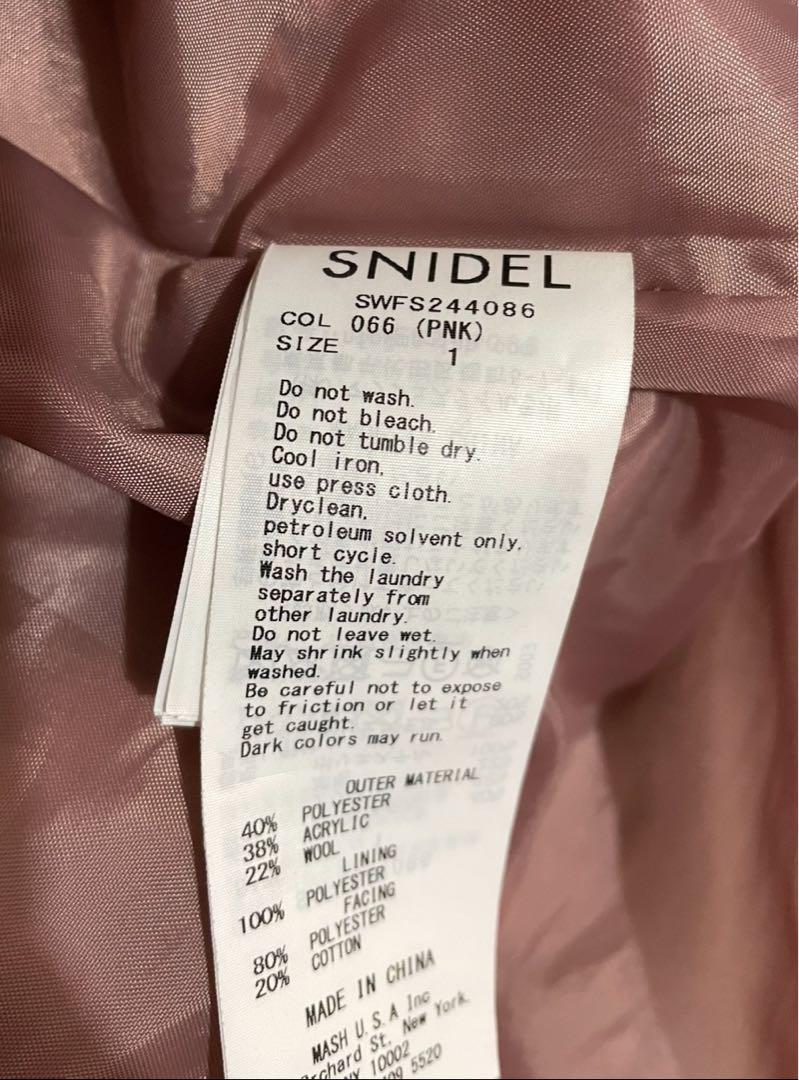 SNIDEL
SWFS244086
COL 066 (PNK)
SIZE 1
Do not wash.
Do not bleach.
Do not tumble dry.
Cool iron,
use press cloth.
Dryclean,
petroleum solvent only,
short cycle.
Wash the laundry
separately from
other laundry.
Do not leave wet.
May shrink slightly when
washed.
Be careful not to expose
to friction or let it
get caught.
Dark colors may run.
OUTER MATERIAL
40% POLYESTER
38% ACRYLIC
22% WOOL
LINING
100% POLYESTER
FACING
80% POLYESTER
20% COTTON
MADE IN CHINA
MASH U.S.A Inc
St. New York.
10002
5520